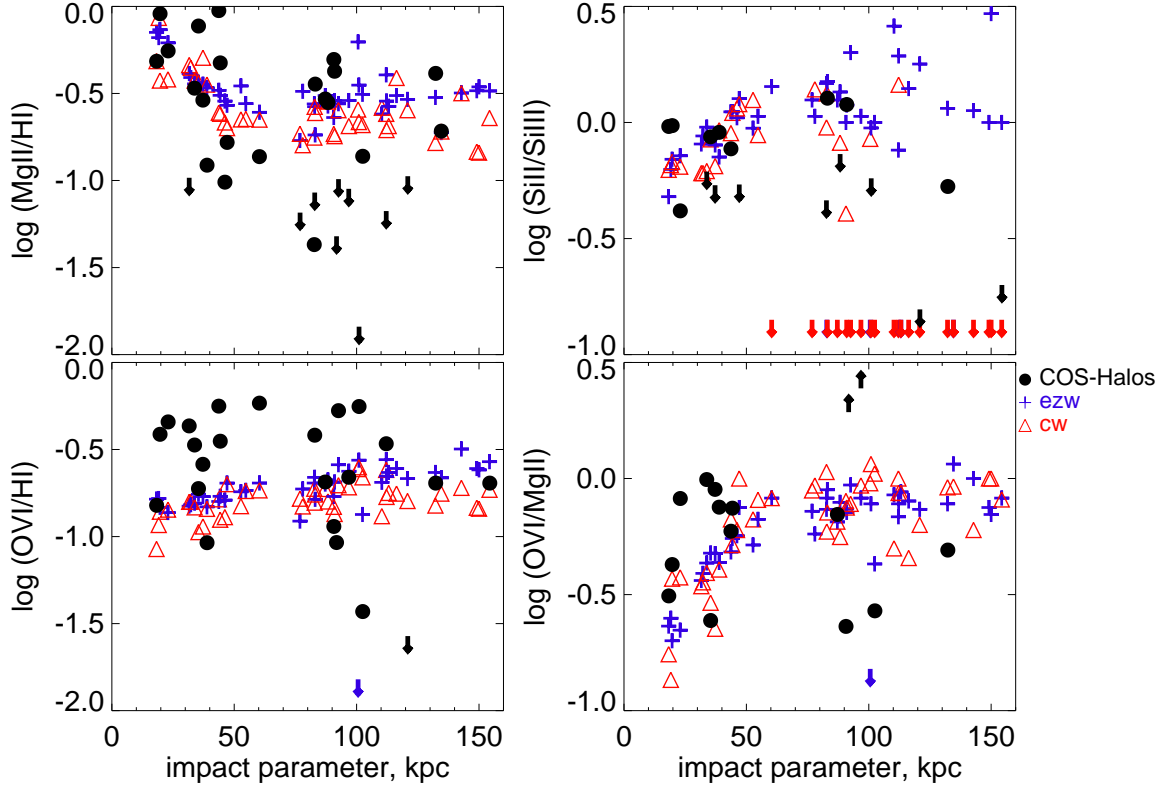 0.0
-0.5
-1.0
-1.5
-2.0
log (MgII/HI)
0.5
0.0
-0.5
-1.0
log (SiII/SiIII)
0.0
-0.5
-1.0
-1.5
-2.0
log (OVI/HI)
0 50 100 150
impact parameter, kpc
0.5
0.0
-0.5
-1.0
log (OVI/MgII)
0 50 100 150
impact parameter, kpc
COS-Halos
ezw
cw